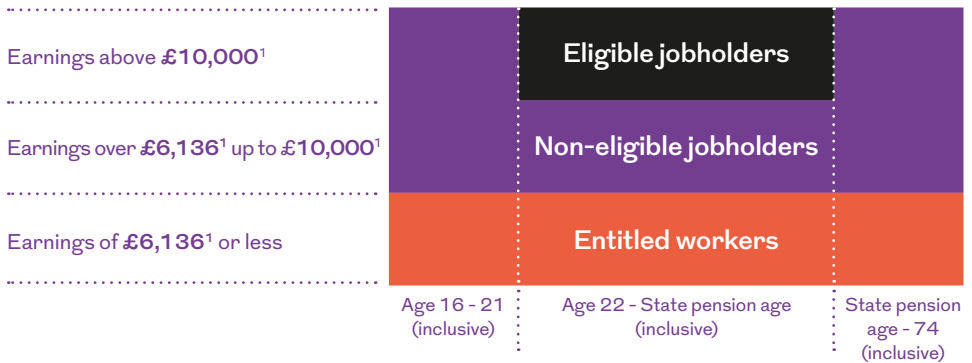 Earnings above £10,000¹
Eligible jobholders
Earnings over £6,136¹ up to £10,000¹
Non-eligible jobholders
Earnings of £6,136¹ or less
Entitled workers
Age 16 - 21
(inclusive)
Age 22 - State pension age
(inclusive)
State pension
age - 74
(inclusive)